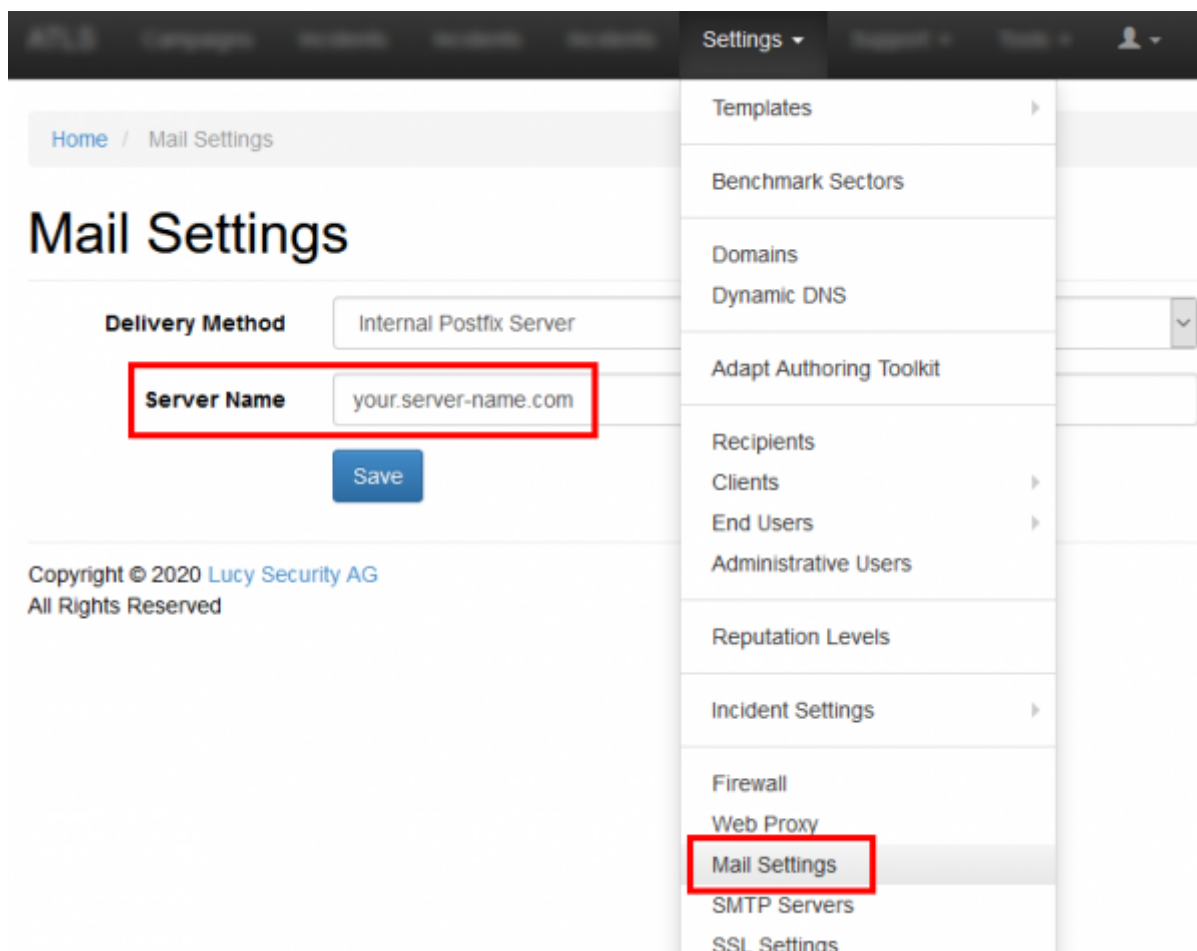 Settings
Home / Mail Settings
Mail Settings
Delivery Method
Internal Postfix Server
Server Name
your.server-name.com
Save
Copyright © 2020 Lucy Security AG
All Rights Reserved
Templates
Benchmark Sectors
Domains
Dynamic DNS
Adapt Authoring Toolkit
Recipients
Clients
End Users
Administrative Users
Reputation Levels
Incident Settings
Firewall
Web Proxy
Mail Settings
SMTP Servers
SSL Settings